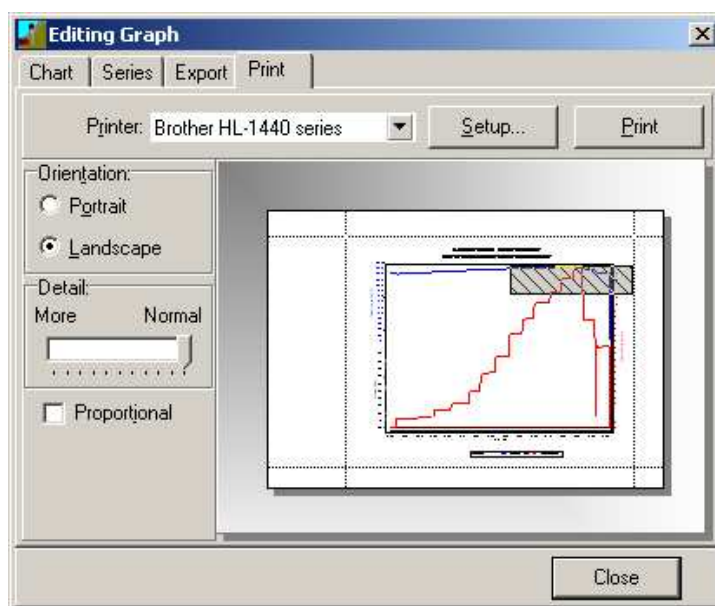 Editing Graph
Chart Series Export Print
Printer: Brother HL-1440 series Setup... Print
Orientation:
Portrait
Landscape
Detail:
More Normal
Proportional
Close